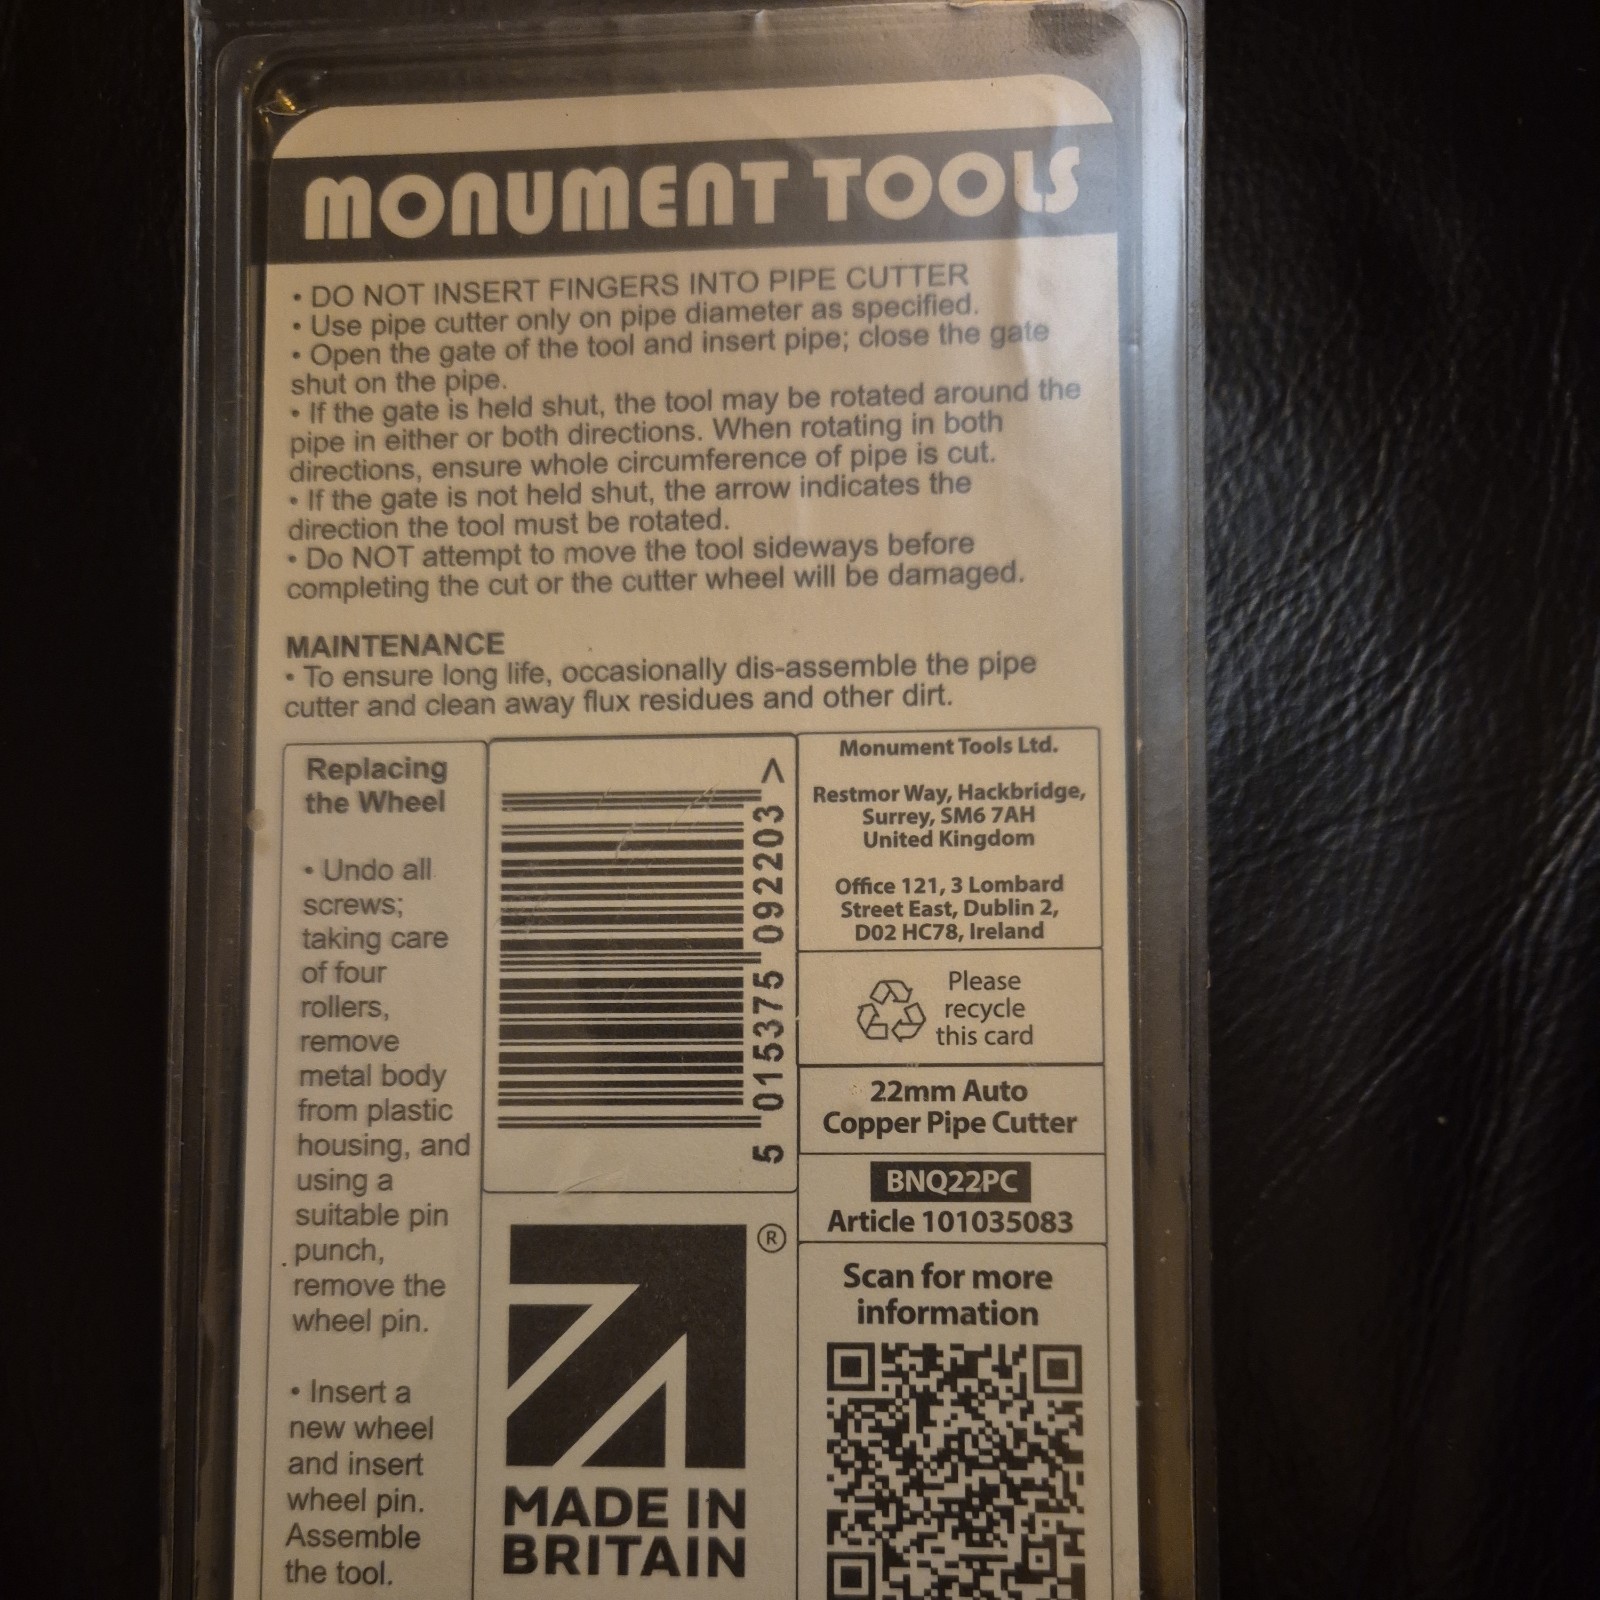 MONUMENT TOOLS
• DO NOT INSERT FINGERS INTO PIPE CUTTER
• Use pipe cutter only on pipe diameter as specified.
• Open the gate of the tool and insert pipe; close the gate
shut on the pipe.
• If the gate is held shut, the tool may be rotated around the
pipe in either or both directions. When rotating in both
directions, ensure whole circumference of pipe is cut.
• If the gate is not held shut, the arrow indicates the
direction the tool must be rotated.
• Do NOT attempt to move the tool sideways before
completing the cut or the cutter wheel will be damaged.
MAINTENANCE
• To ensure long life, occasionally dis-assemble the pipe
cutter and clean away flux residues and other dirt.
Replacing
the Wheel
• Undo all
screws;
taking care
of four
rollers,
remove
metal body
from plastic
housing, and
using a
suitable pin
punch,
remove the
wheel pin.
• Insert a
new wheel
and insert
wheel pin.
Assemble
the tool.
5 015375 092203 >
®
MADE IN
BRITAIN
Monument Tools Ltd.
Restmor Way, Hackbridge,
Surrey, SM6 7AH
United Kingdom
Office 121, 3 Lombard
Street East, Dublin 2,
D02 HC78, Ireland
Please
recycle
this card
22mm Auto
Copper Pipe Cutter
BNQ22PC
Article 101035083
Scan for more
information